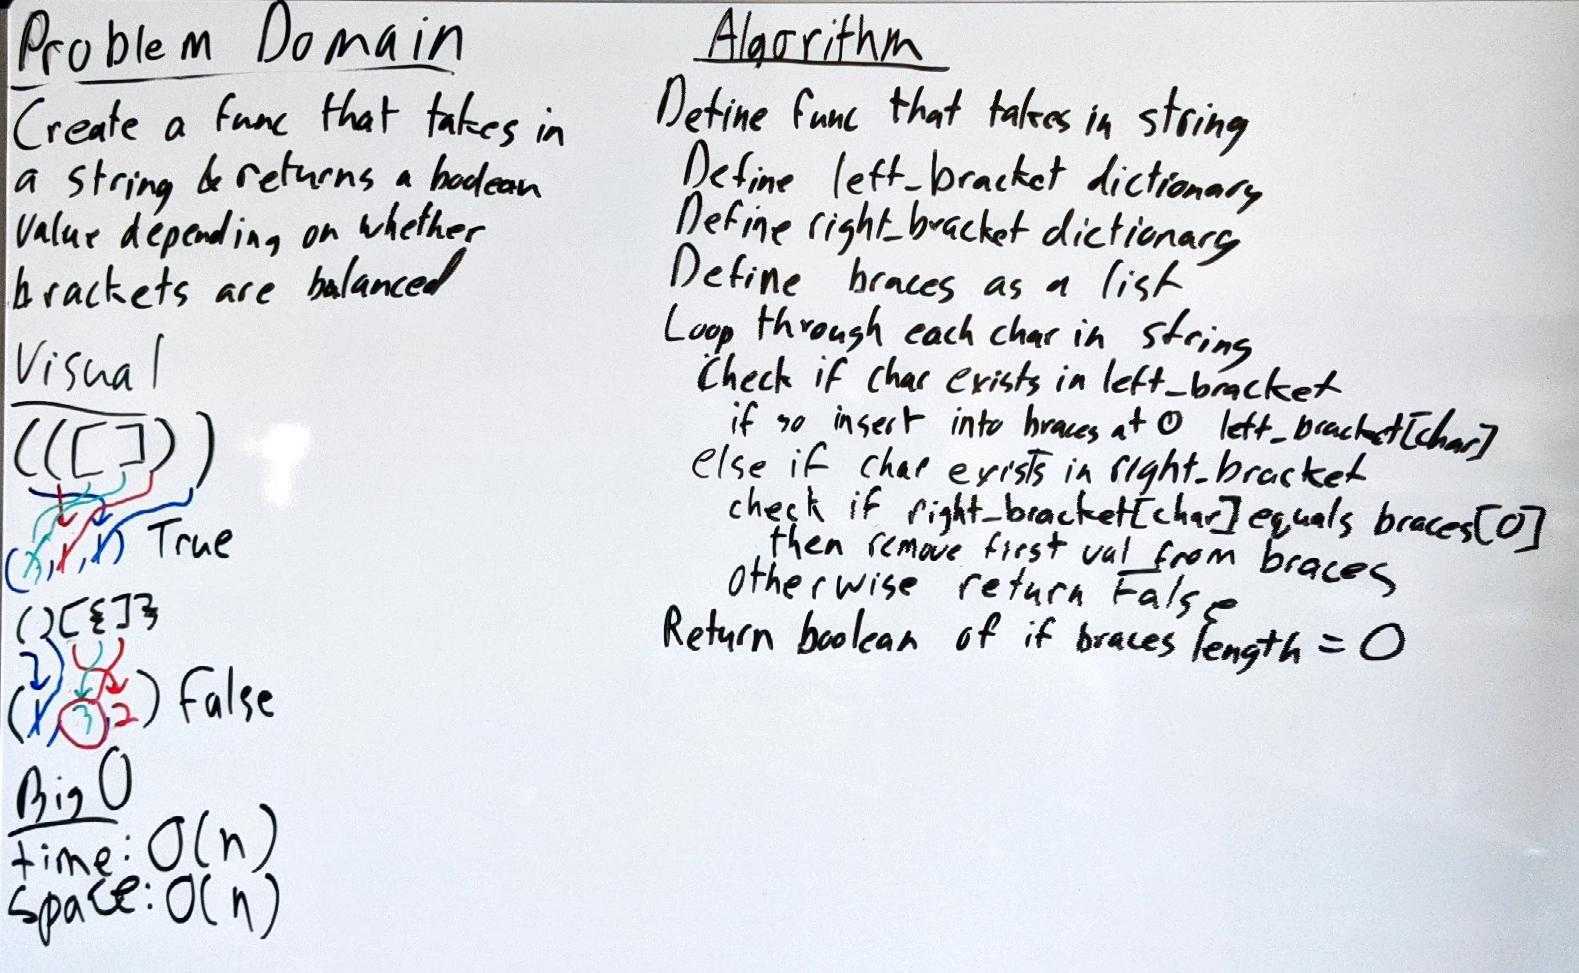 Problem Domain
Create a func that takes in
a string & returns a boolean
value depending on whether
brackets are balanced
Visual
(([]))
True
(){[{]}
False
3, 2
Big O
time: O(n)
space: O(n)
Algorithm
Define func that takes in string
Define left_bracket dictionary
Define right_bracket dictionary
Define braces as a list
Loop through each char in string
Check if char exists in left_bracket
if so insert into braces at 0 left_bracket[char]
else if char exists in right_bracket
check if right_bracket[char] equals braces[0]
then remove first val from braces
Otherwise return False
Return boolean of if braces length = 0